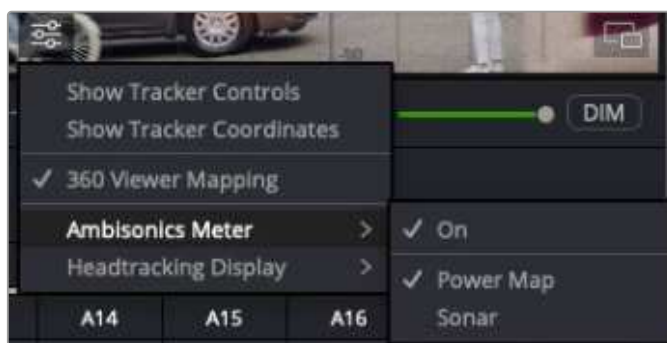 -10
Show Tracker Controls
Show Tracker Coordinates
DIM
✓ 360 Viewer Mapping
Ambisonics Meter >
✓ On
Headtracking Display >
✓ Power Map
Sonar
A14 A15 A16